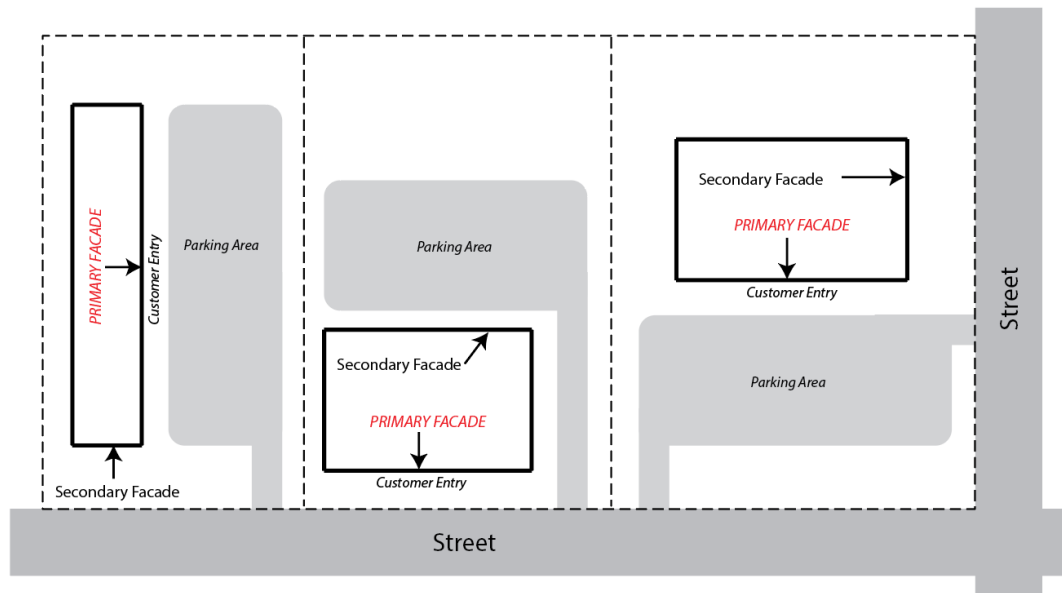 PRIMARY FACADE
Customer Entry
Parking Area
Secondary Facade
Parking Area
Secondary Facade
PRIMARY FACADE
Customer Entry
Secondary Facade
PRIMARY FACADE
Customer Entry
Parking Area
Street
Street